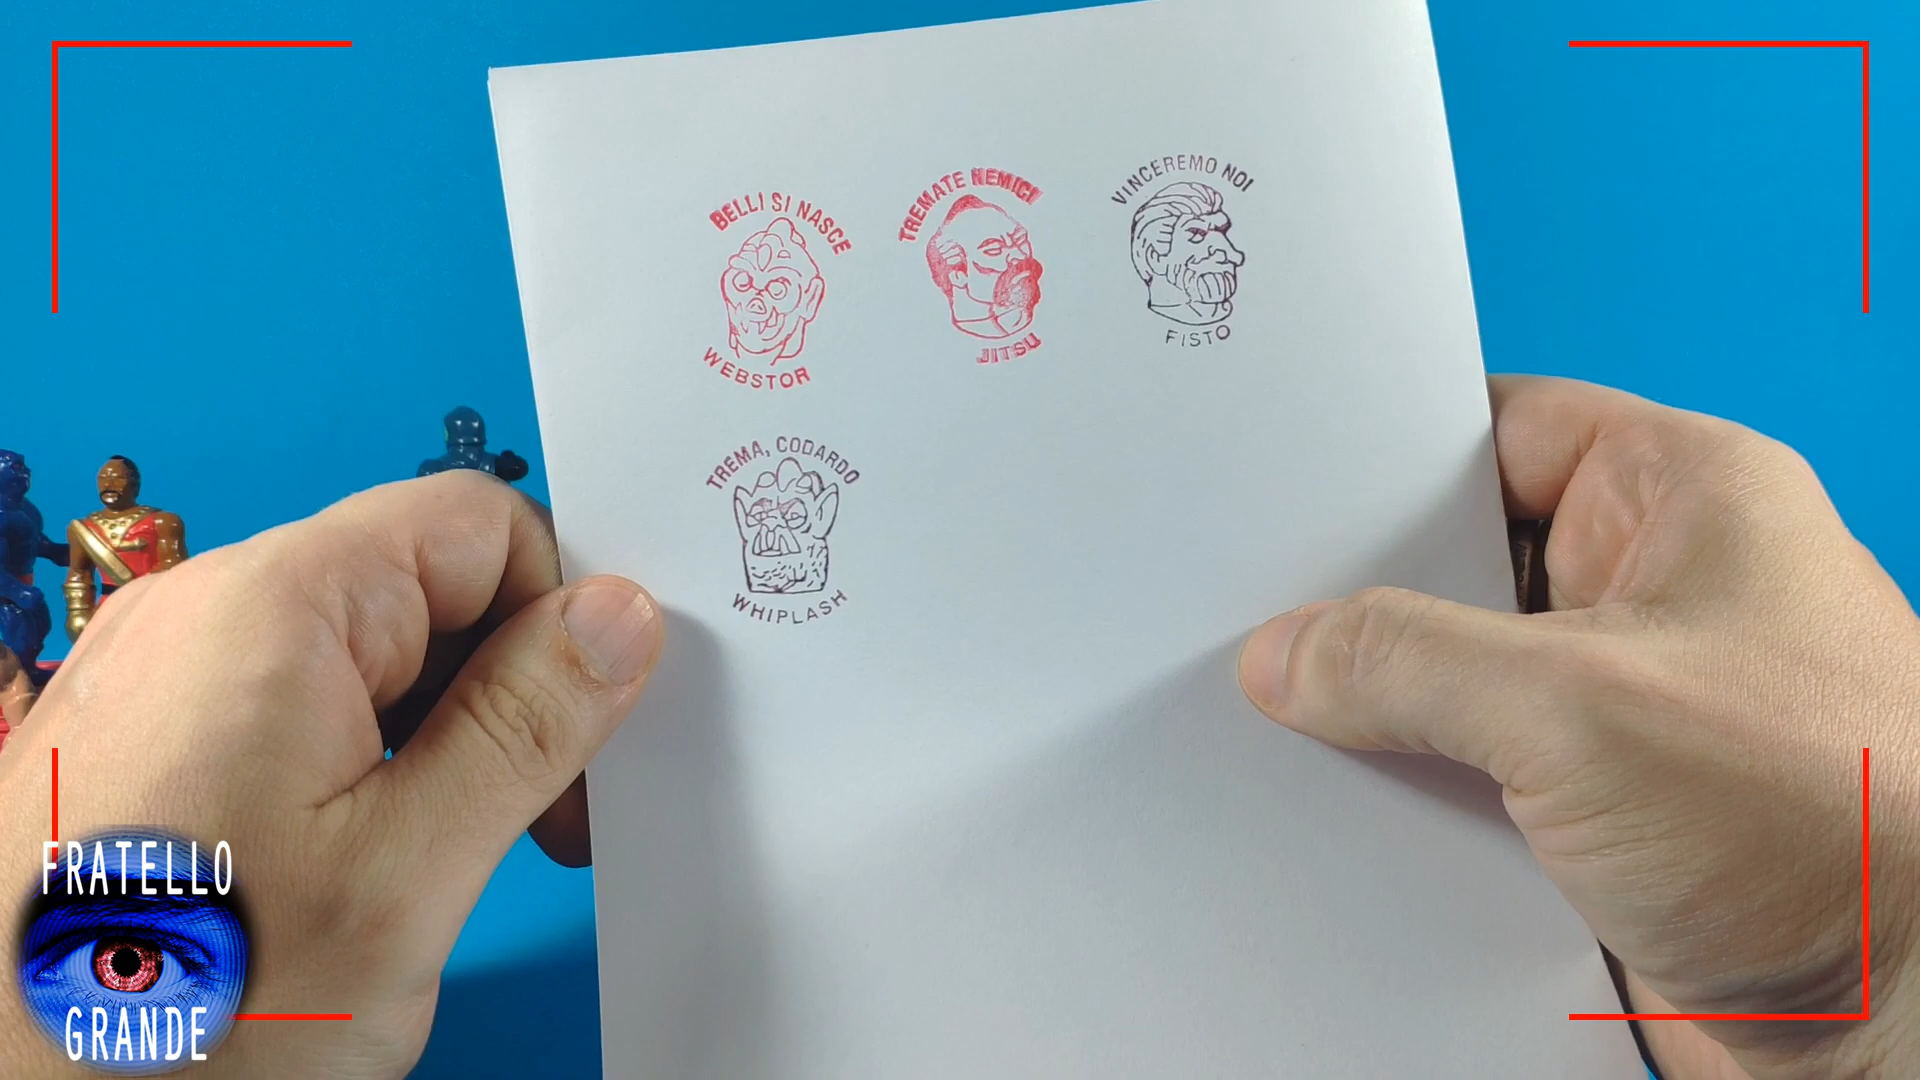 BELLI SI NASCE
WEBSTOR
TREMATE NEMICI
JITSU
VINCEREMO NOI
FISTO
TREMA, CODARDO
WHIPLASH
FRATELLO
GRANDE